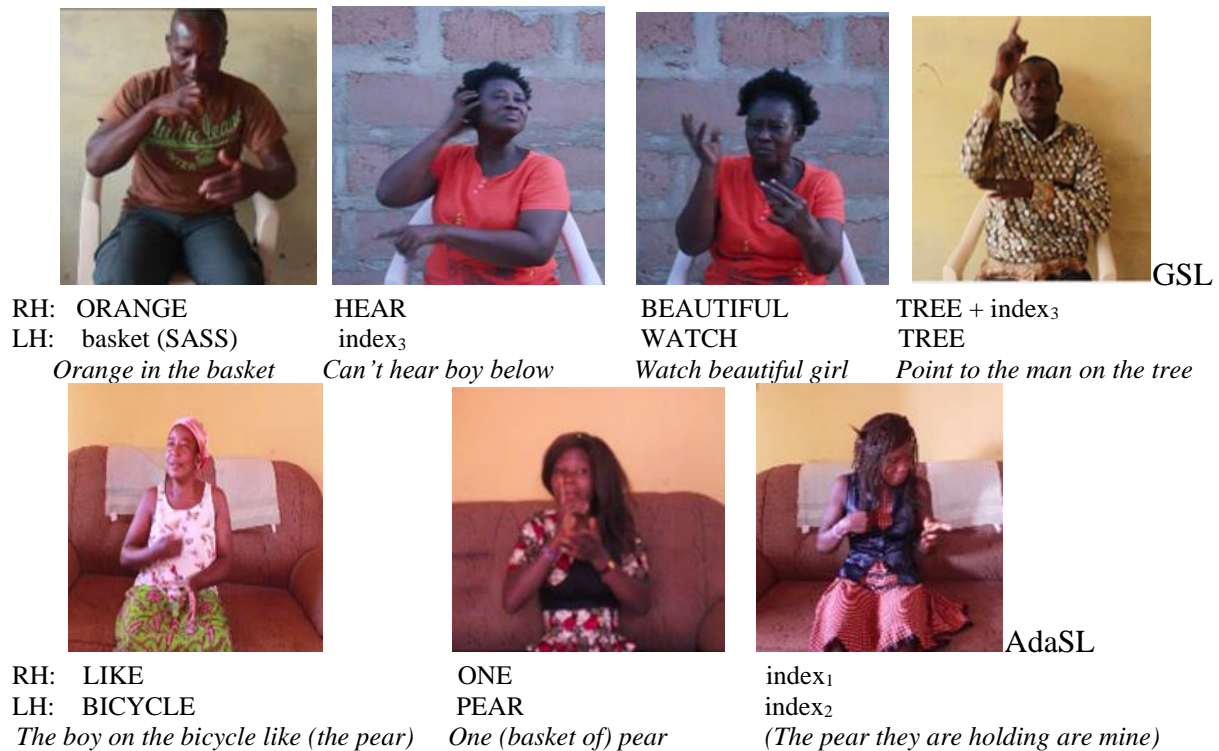 GSL
RH: ORANGE HEAR BEAUTIFUL TREE + index₃
LH: basket (SASS) index₃ WATCH TREE
Orange in the basket Can't hear boy below Watch beautiful girl Point to the man on the tree
AdaSL
RH: LIKE ONE index₁
LH: BICYCLE PEAR index₂
The boy on the bicycle like (the pear) One (basket of) pear (The pear they are holding are mine)